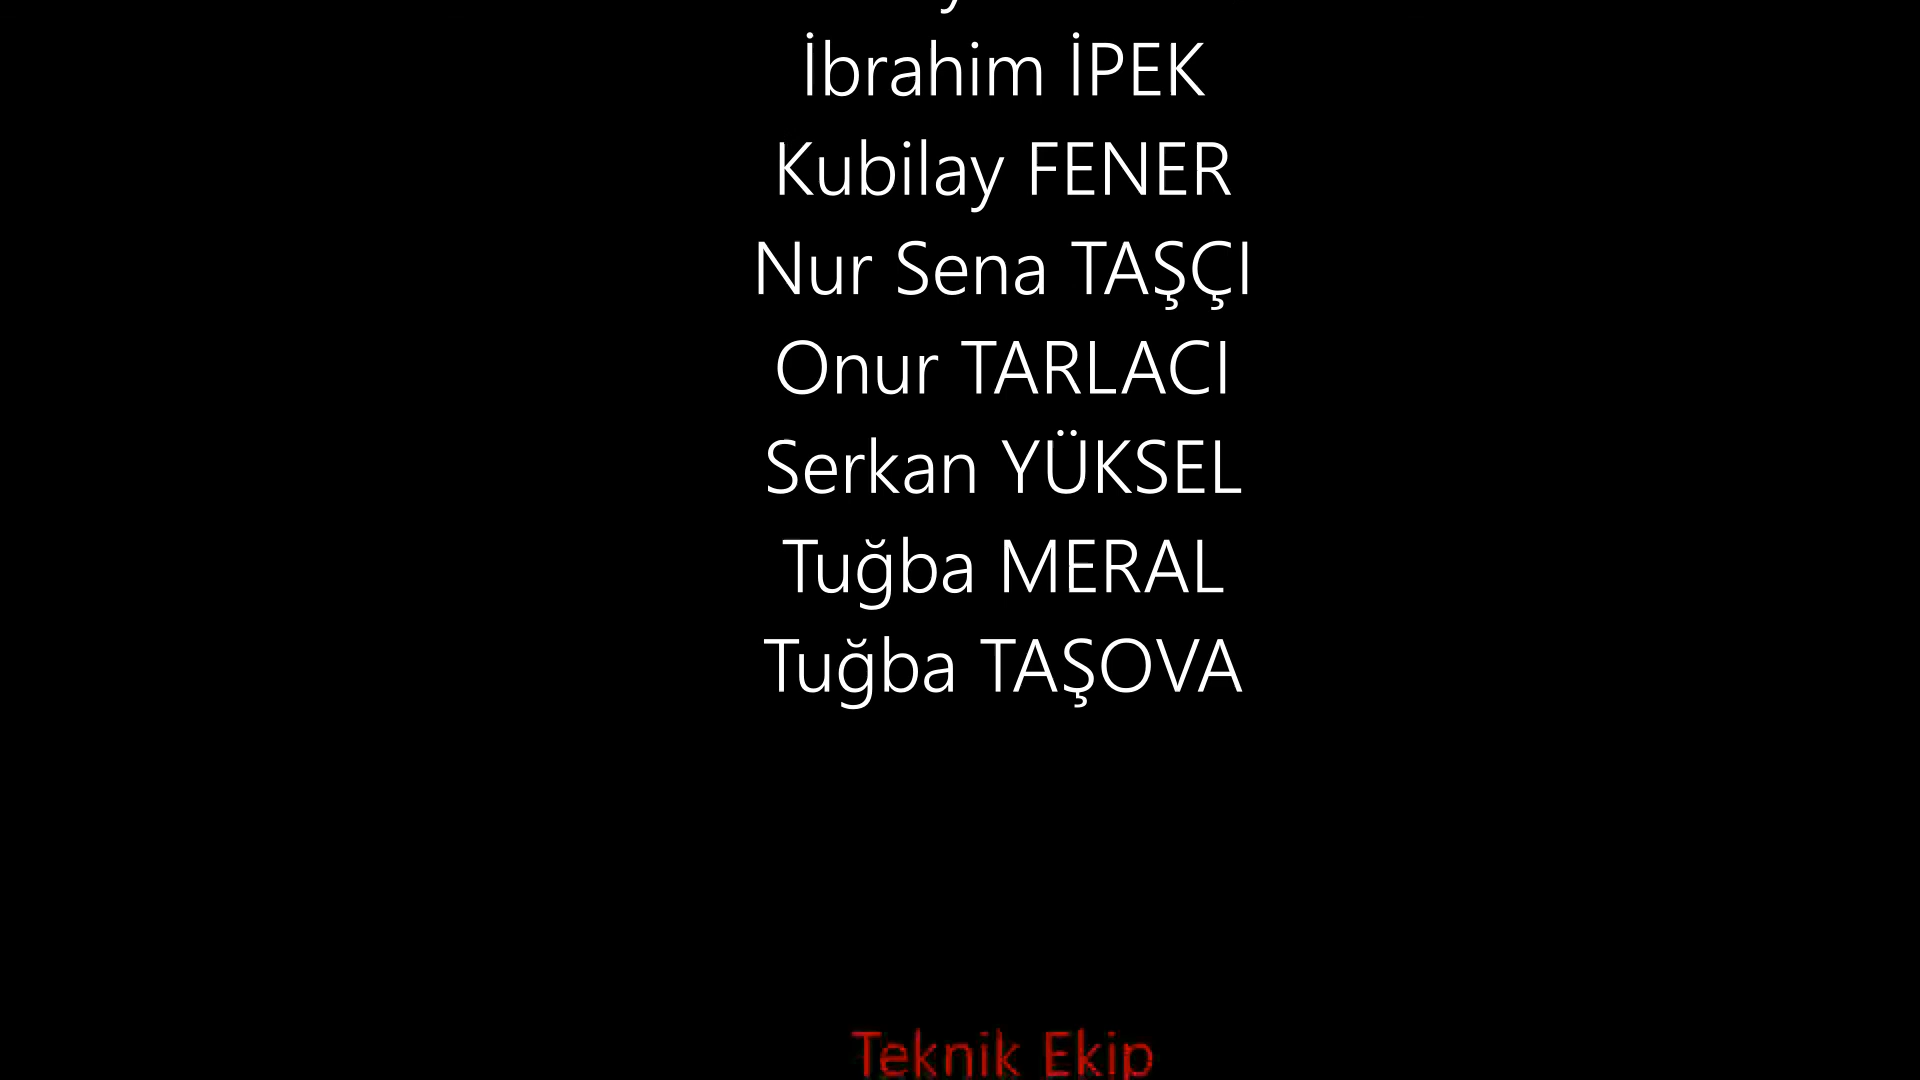 İbrahim İPEK
Kubilay FENER
Nur Sena TAŞÇI
Onur TARLACI
Serkan YÜKSEL
Tuğba MERAL
Tuğba TAŞOVA
Teknik Ekip